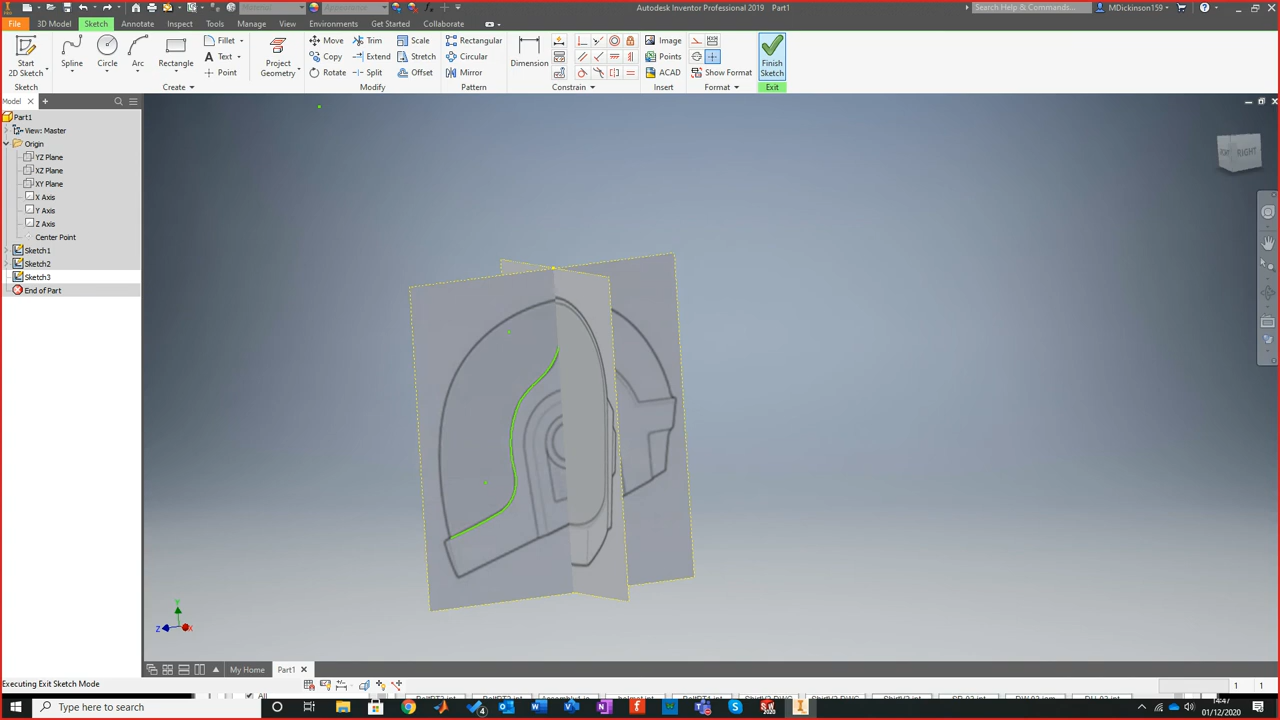 Autodesk Inventor Professional 2019 Part1
Search Help & Commands...
MDickinson159
File 3D Model Sketch Inspect Tools Manage View Environments Get Started Collaborate
Start
2D Sketch
Sketch
Spline Circle Arc Rectangle
Fillet
Text
Point
Create
Project
Geometry
Move Trim Scale
Copy Extend Stretch
Rotate Split Offset
Modify
Rectangular
Circular
Mirror
Pattern
Dimension
Constrain
Image
Points
ACAD
Insert
Show Format
Format
Finish
Sketch
Exit
Model
Part1
View: Master
Origin
YZ Plane
XZ Plane
XY Plane
X Axis
Y Axis
Z Axis
Center Point
Sketch1
Sketch2
Sketch3
End of Part
RIGHT
Y
Z X
My Home Part1
Executing Exit Sketch Mode
1 1
Type here to search
14:47
01/12/2020